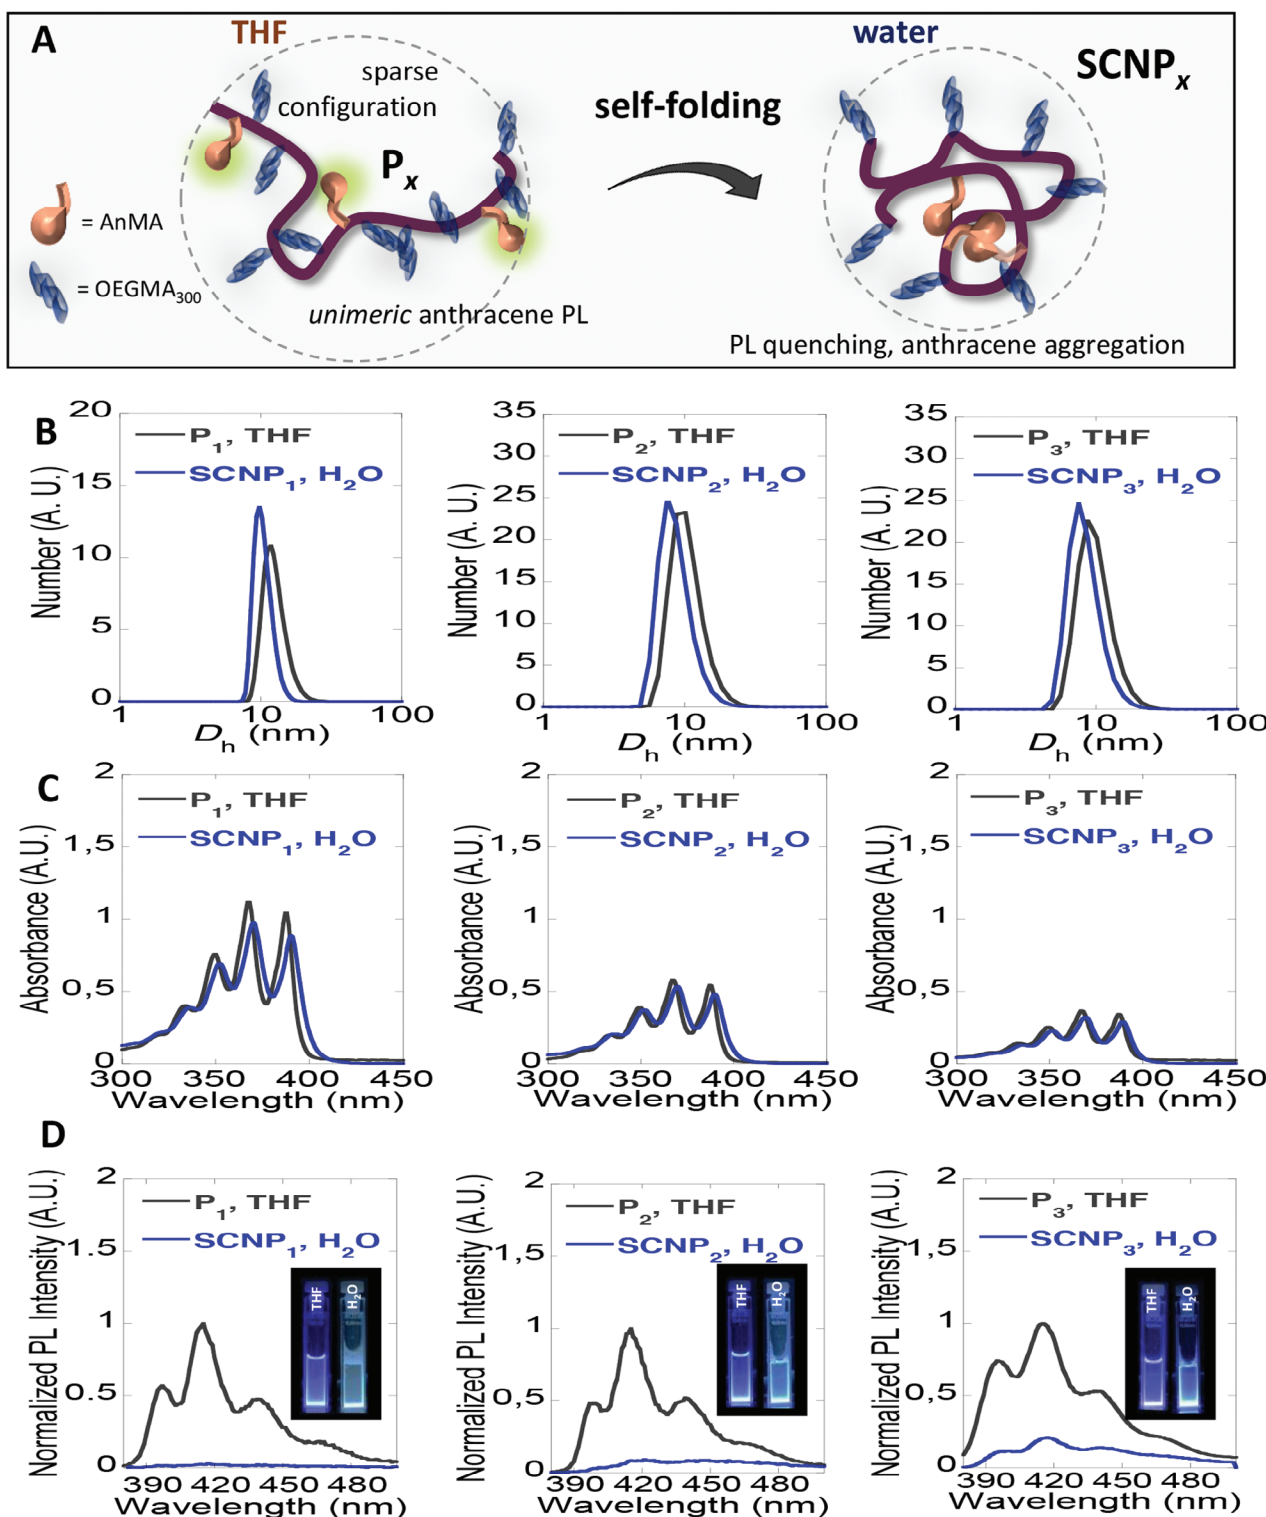 A
THF
sparse
configuration
Pₓ
= AnMA
= OEGMA₃₀₀
unimeric anthracene PL
self-folding
water
SCNPₓ
PL quenching, anthracene aggregation
B
Number (A. U.)
20
15
10
5
0
P₁, THF
SCNP₁, H₂O
1
10
100
Dₕ (nm)
Number (A. U.)
35
30
25
20
15
10
5
0
P₂, THF
SCNP₂, H₂O
1
10
100
Dₕ (nm)
Number (A. U.)
35
30
25
20
15
10
5
0
P₃, THF
SCNP₃, H₂O
1
10
100
Dₕ (nm)
C
Absorbance (A.U.)
2
1,5
1
0,5
0
P₁, THF
SCNP₁, H₂O
300
350
400
450
Wavelength (nm)
Absorbance (A.U.)
2
1,5
1
0,5
0
P₂, THF
SCNP₂, H₂O
300
350
400
450
Wavelength (nm)
Absorbance (A.U.)
2
1,5
1
0,5
0
P₃, THF
SCNP₃, H₂O
300
350
400
450
Wavelength (nm)
D
Normalized PL Intensity (A.U.)
2
1,5
1
0,5
0
P₁, THF
SCNP₁, H₂O
THF
H₂O
390
420
450
480
Wavelength (nm)
Normalized PL Intensity (A.U.)
2
1,5
1
0,5
0
P₂, THF
SCNP₂, H₂O
THF
H₂O
390
420
450
480
Wavelength (nm)
Normalized PL Intensity (A.U.)
2
1,5
1
0,5
0
P₃, THF
SCNP₃, H₂O
THF
H₂O
390
420
450
480
Wavelength (nm)